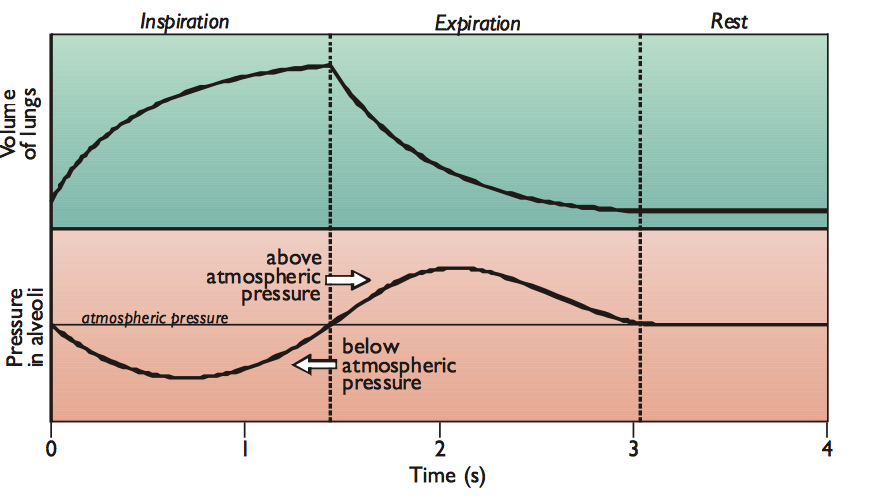 Inspiration
Expiration
Rest
Volume
of lungs
above
atmospheric
pressure
atmospheric pressure
Pressure
in alveoli
below
atmospheric
pressure
0
1
2
3
4
Time (s)